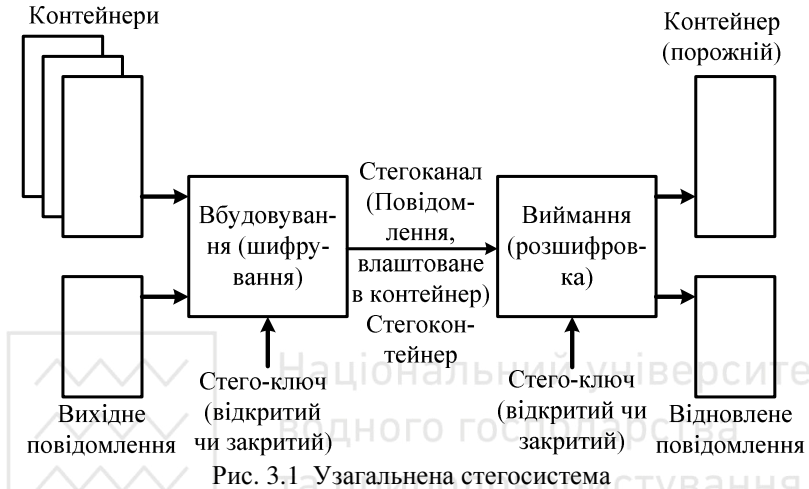 Контейнери
Контейнер
(порожній)
Вбудовуван-
ня (шифру-
вання)
Стегоканал
(Повідом-
лення,
влаштоване
в контейнер)
Стегокон-
тейнер
Виймання
(розшифров-
ка)
Стего-ключ
(відкритий
чи закритий)
Стего-ключ
(відкритий чи
закритий)
Вихідне
повідомлення
Відновлене
повідомлення
Рис. 3.1 Узагальнена стегосистема
Національний університе
водного господарства